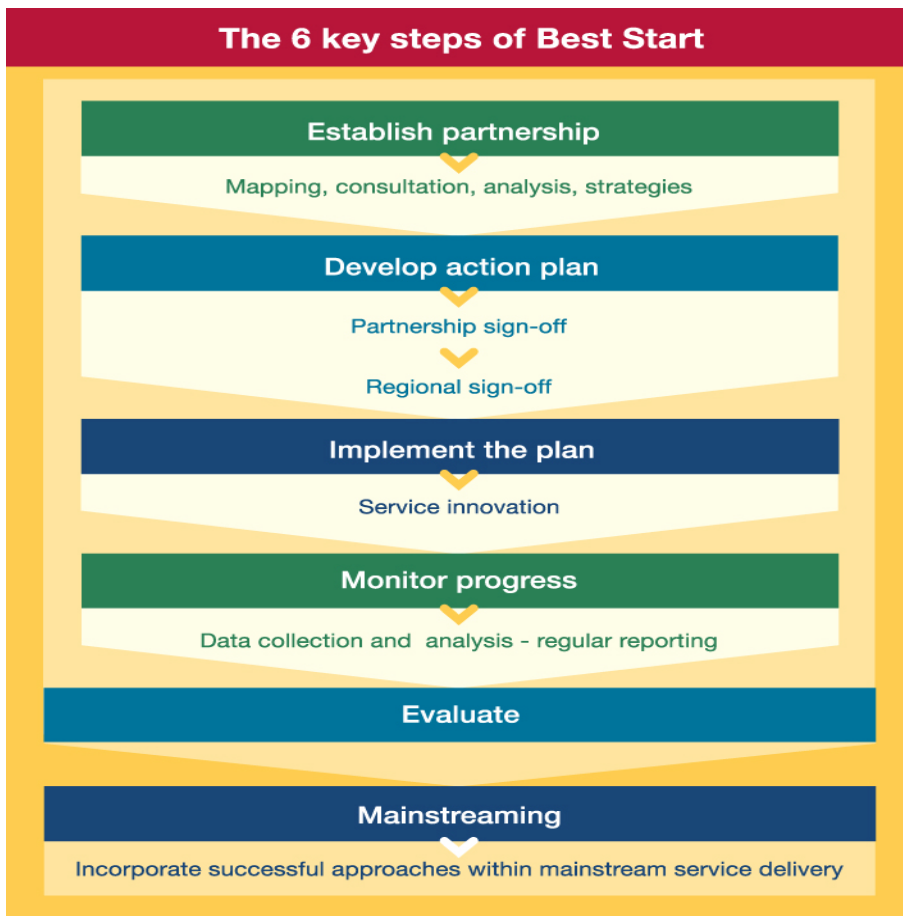 The 6 key steps of Best Start
Establish partnership
Mapping, consultation, analysis, strategies
Develop action plan
Partnership sign-off
Regional sign-off
Implement the plan
Service innovation
Monitor progress
Data collection and  analysis - regular reporting
Evaluate
Mainstreaming
Incorporate successful approaches within mainstream service delivery